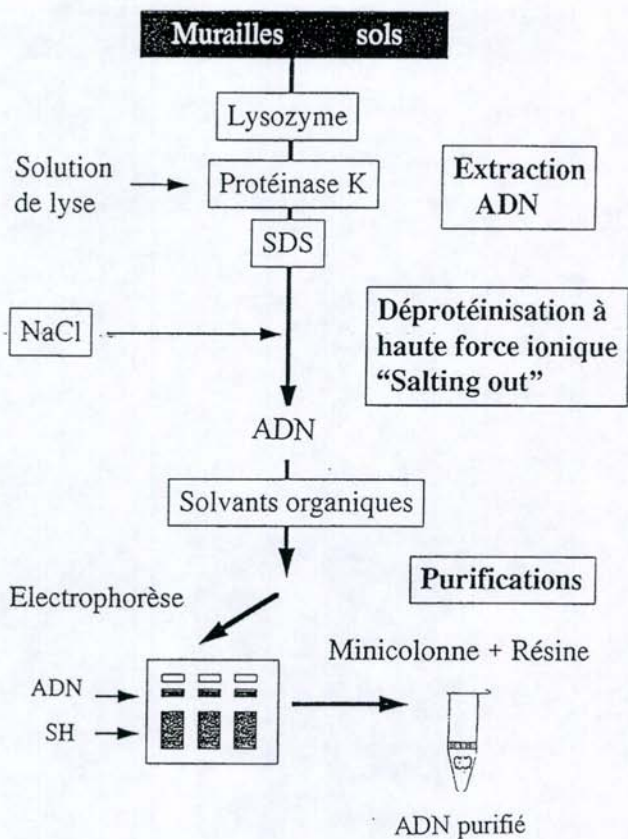 Murailles sols
Lysozyme
Solution
de lyse
Protéinase K
SDS
Extraction
ADN
NaCl
Déprotéinisation à
haute force ionique
“Salting out”
ADN
Solvants organiques
Purifications
Electrophorèse
Minicolonne + Résine
ADN
SH
ADN purifié